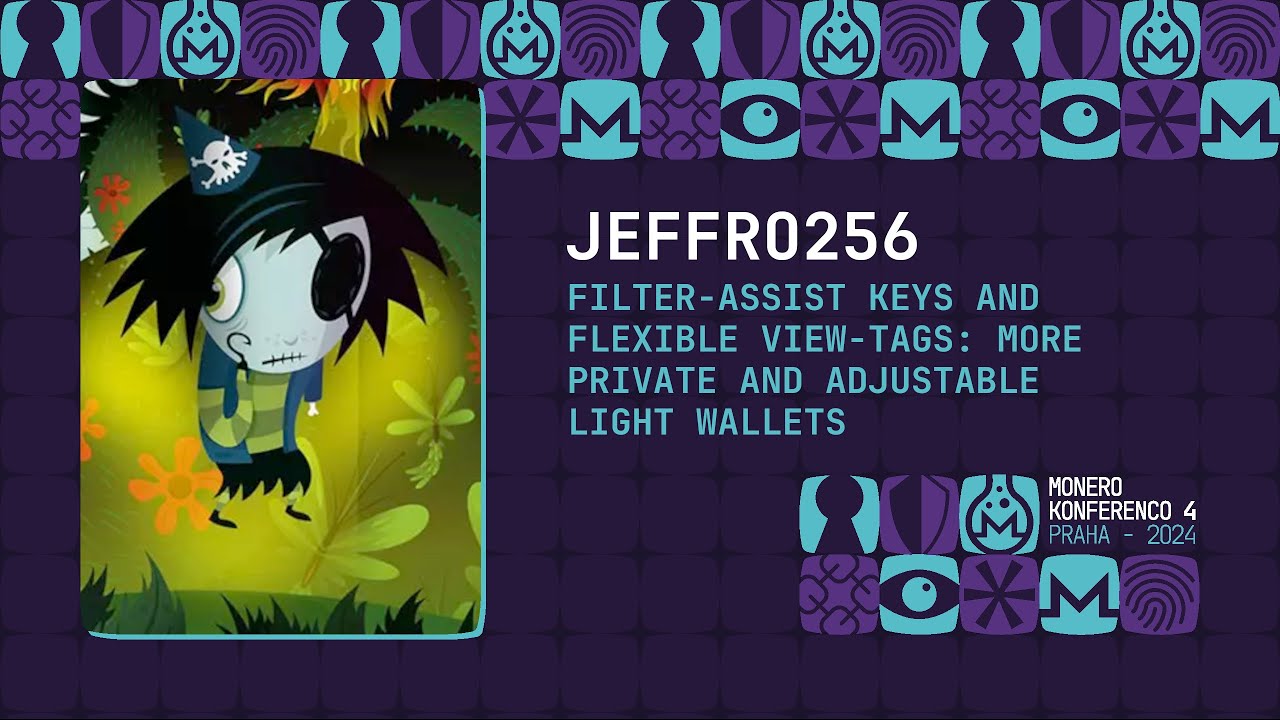 JEFFRO256
FILTER-ASSIST KEYS AND
FLEXIBLE VIEW-TAGS: MORE
PRIVATE AND ADJUSTABLE
LIGHT WALLETS
MONERO
KONFERENCO 4
PRAHA - 2024